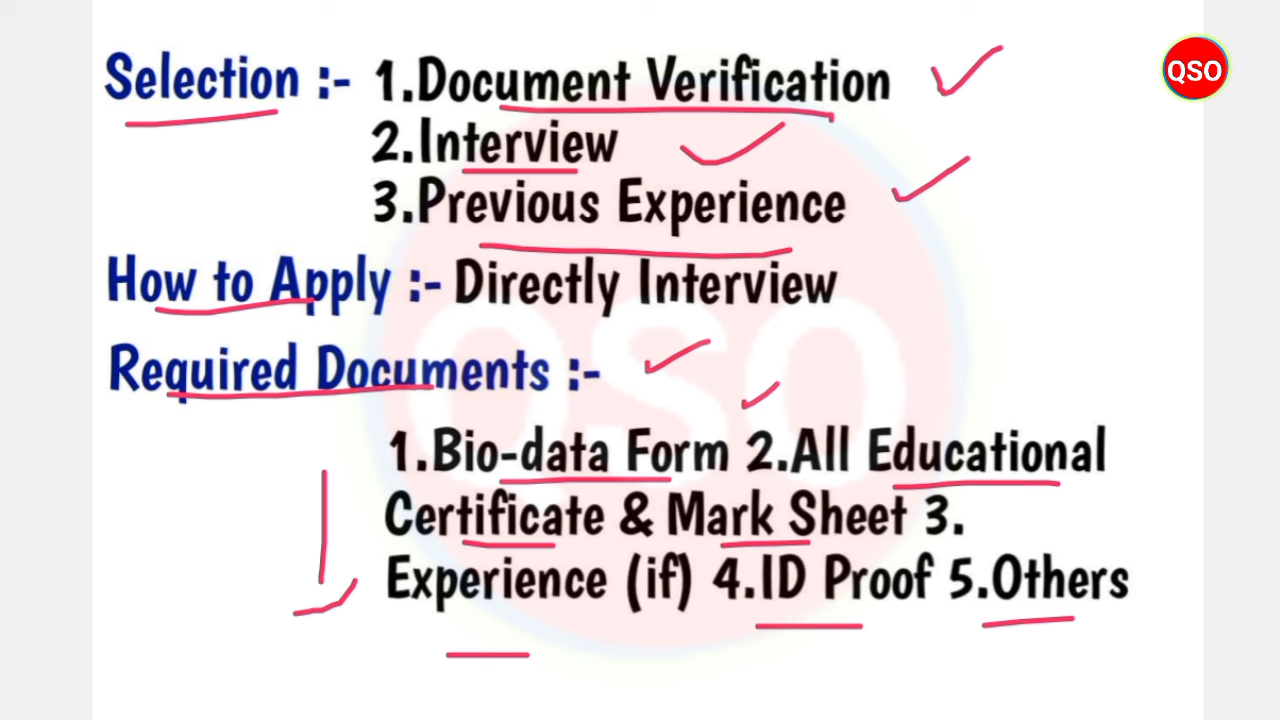 QSO
Selection :- 1.Document Verification
2.Interview
3.Previous Experience
How to Apply :- Directly Interview
Required Documents :-
1.Bio-data Form 2.All Educational
Certificate & Mark Sheet 3.
Experience (if) 4.ID Proof 5.Others
QSO